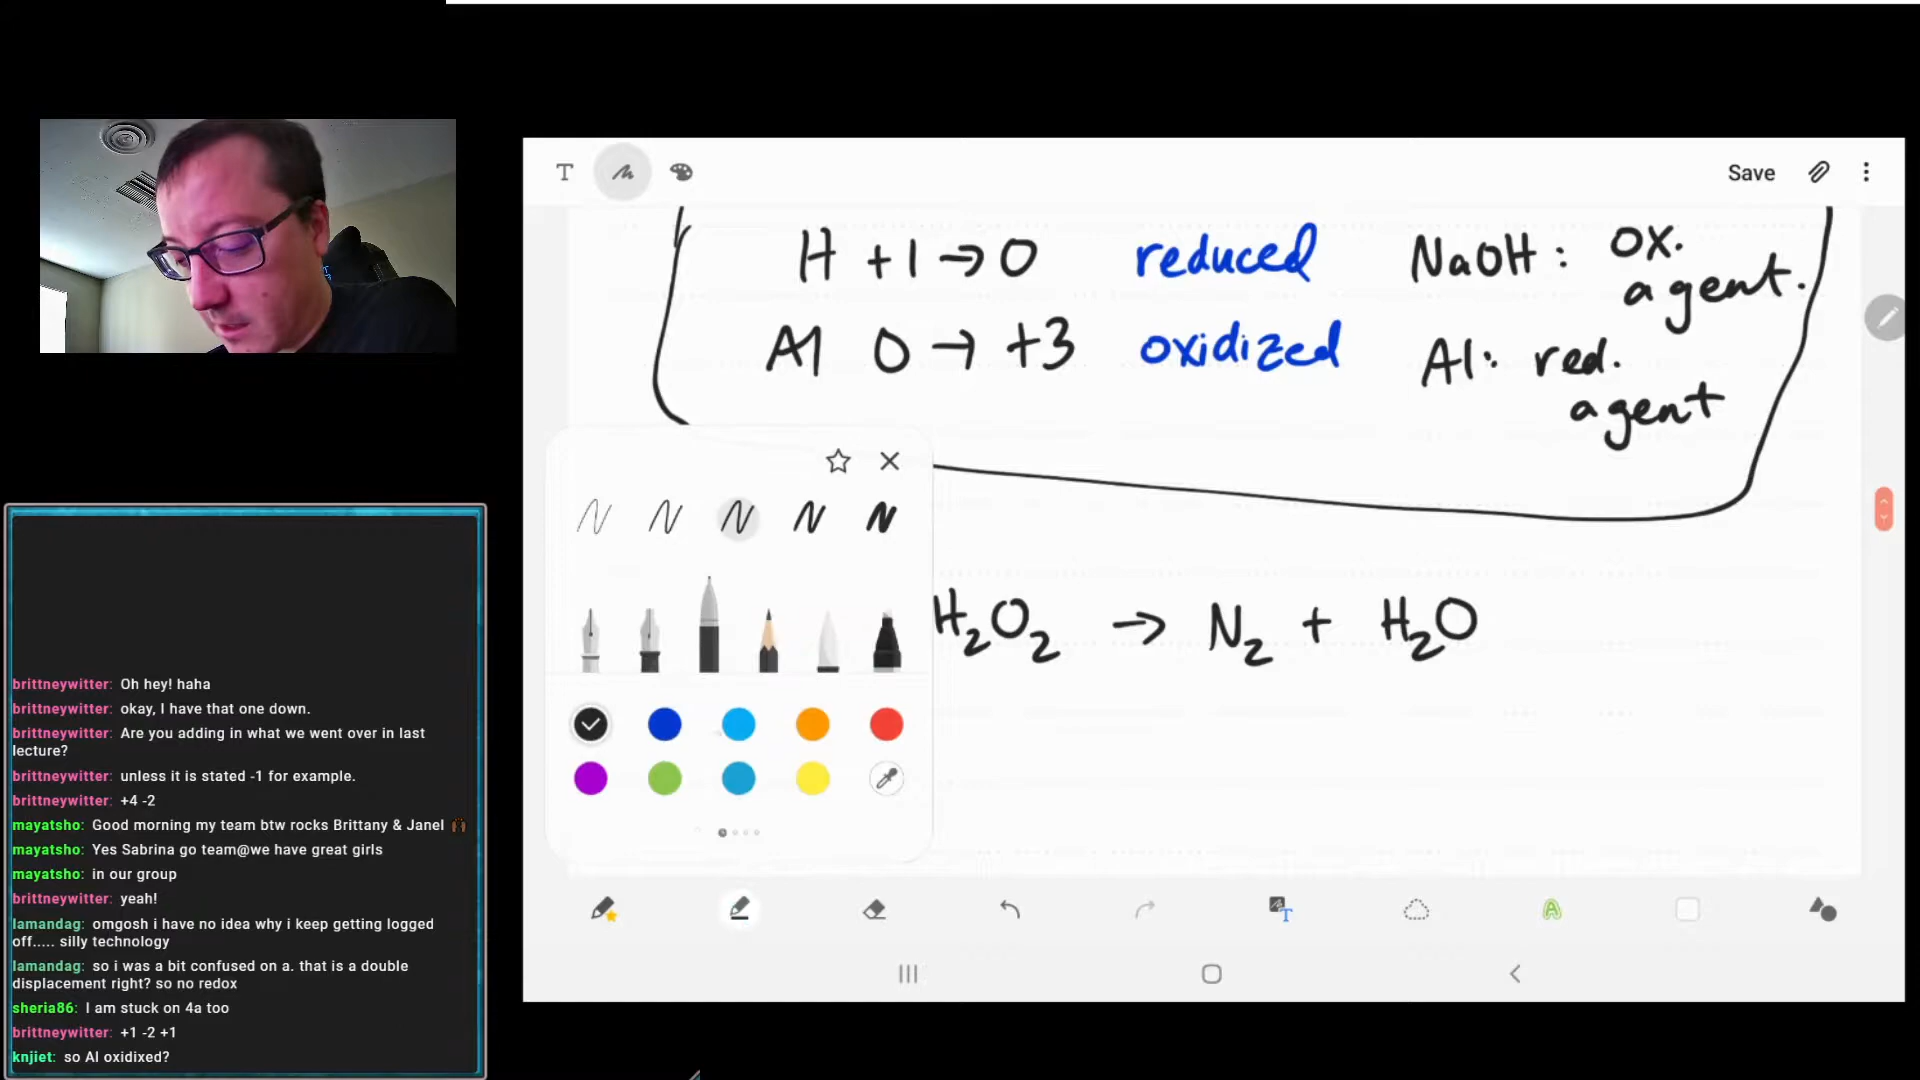 T Save
H +1 → 0 reduced NaOH : ox. agent.
Al 0 → +3 oxidized Al: red. agent
H₂O₂ → N₂ + H₂O
brittneywitter: Oh hey! haha
brittneywitter: okay, I have that one down.
brittneywitter: Are you adding in what we went over in last
lecture?
brittneywitter: unless it is stated -1 for example.
brittneywitter: +4 -2
mayatsho: Good morning my team btw rocks Brittany & Janel
mayatsho: Yes Sabrina go team@we have great girls
mayatsho: in our group
brittneywitter: yeah!
lamandag: omgosh i have no idea why i keep getting logged
off..... silly technology
lamandag: so i was a bit confused on a. that is a double
displacement right? so no redox
sheria86: I am stuck on 4a too
brittneywitter: +1 -2 +1
knjiet: so Al oxidixed?